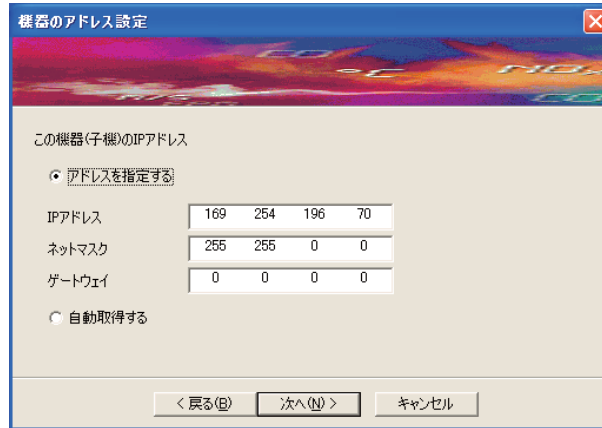 機器のアドレス設定
CO
℃
NO₂
この機器(子機)のIPアドレス
アドレスを指定する
IPアドレス 169 254 196 70
ネットマスク 255 255 0 0
ゲートウェイ 0 0 0 0
自動取得する
< 戻る(B) 次へ(N) > キャンセル